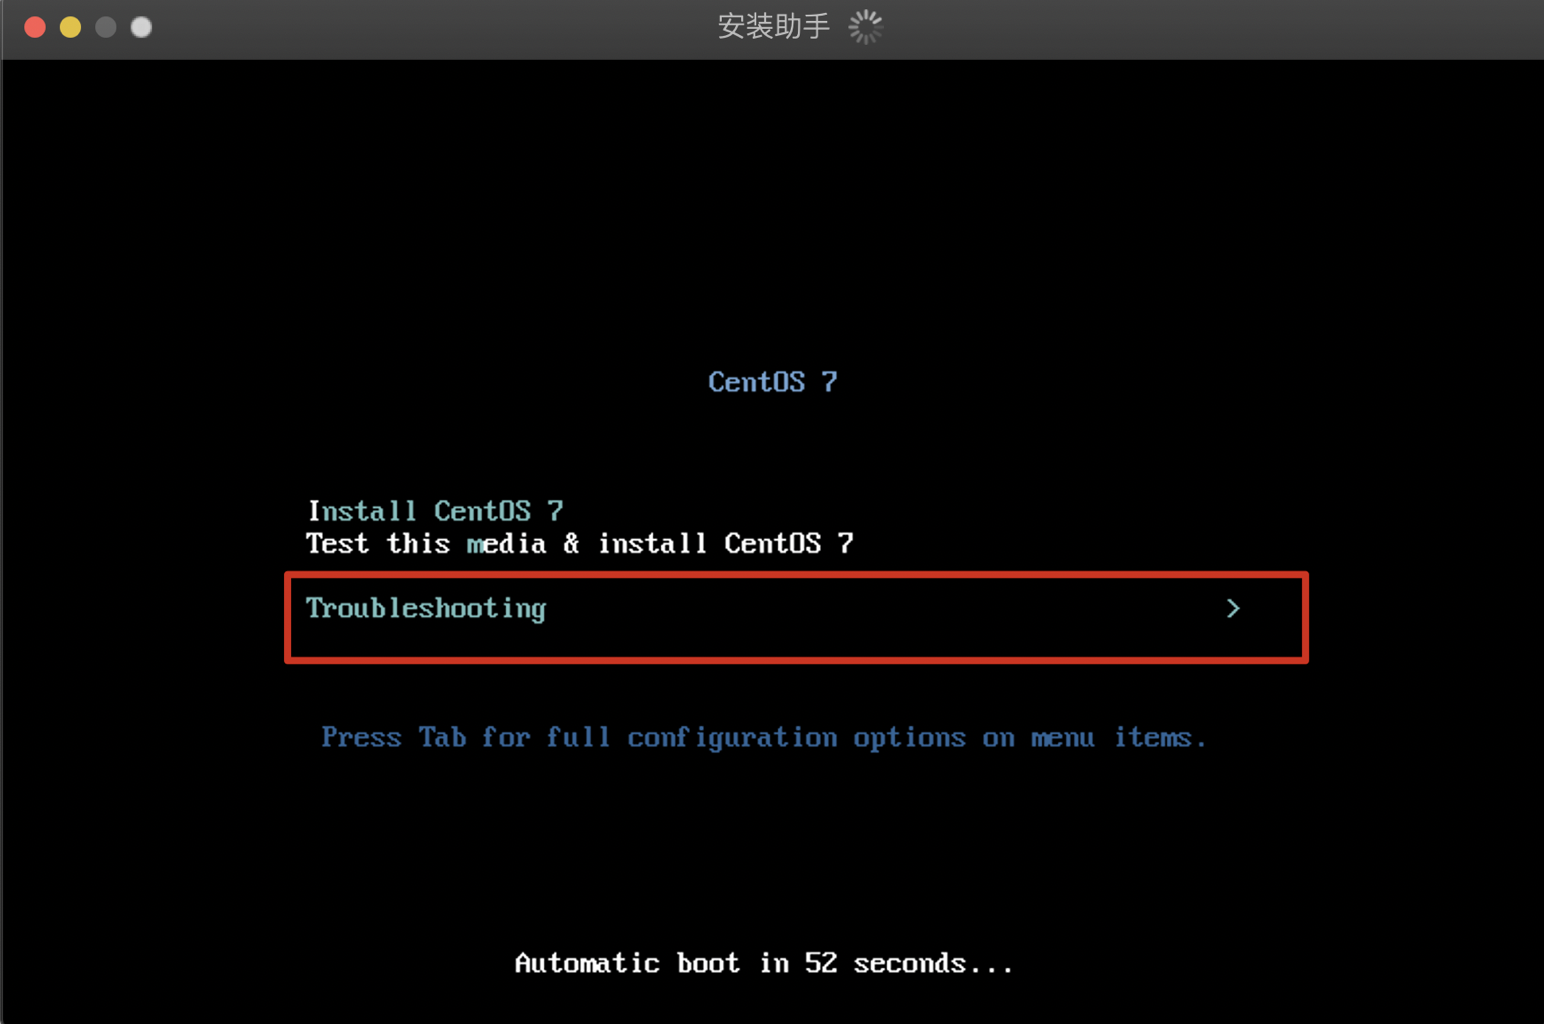 安装助手
CentOS 7
Install CentOS 7
Test this media & install CentOS 7
Troubleshooting >
Press Tab for full configuration options on menu items.
Automatic boot in 52 seconds...